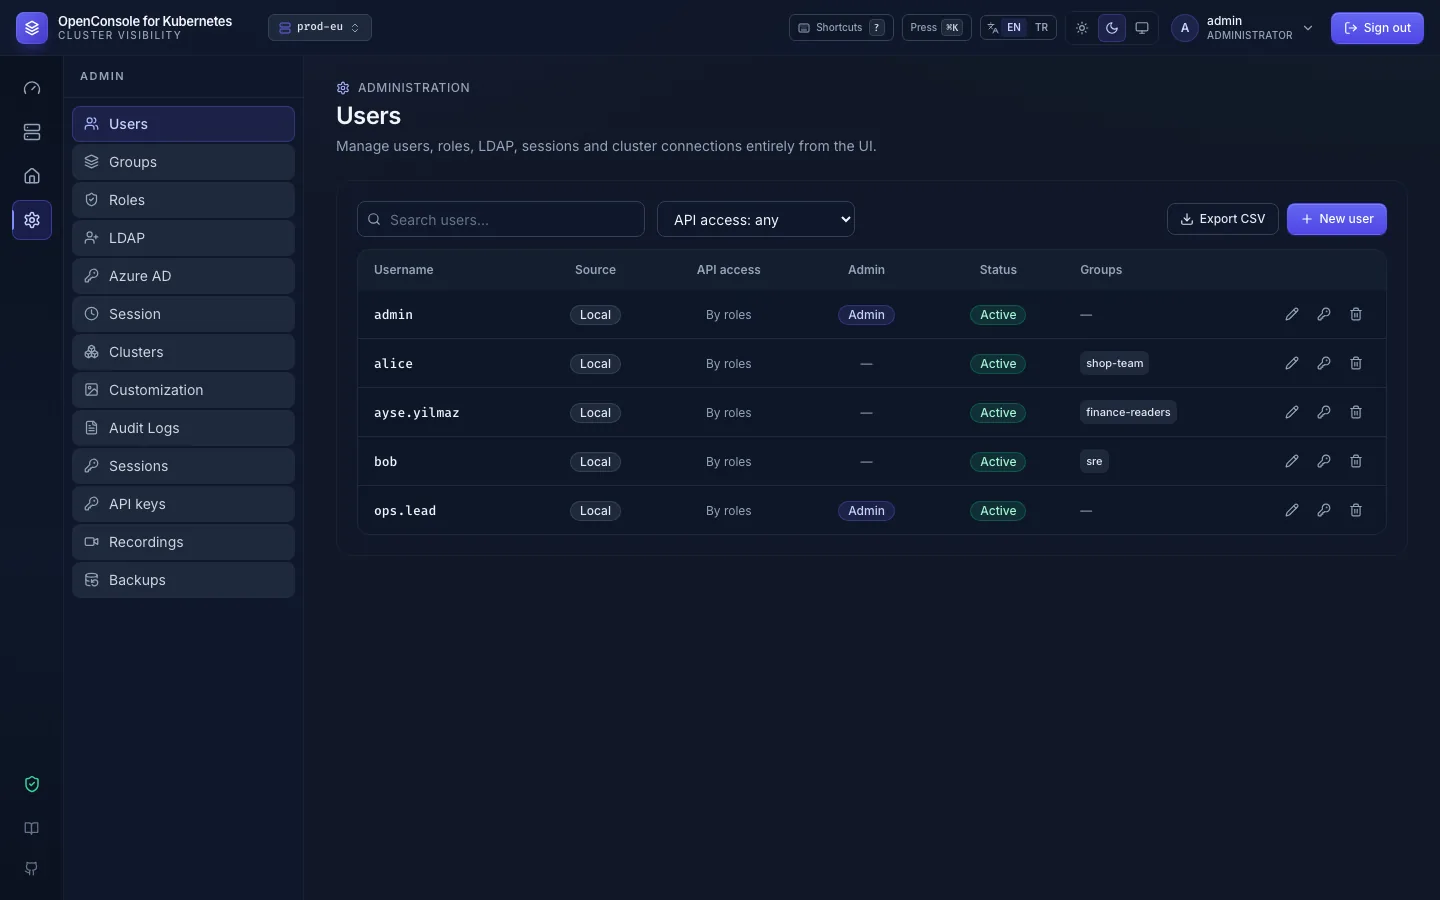 OpenConsole for Kubernetes
CLUSTER VISIBILITY
prod-eu
Shortcuts ?
Press ⌘K
EN TR
A
admin
ADMINISTRATOR
Sign out
ADMIN
Users
Groups
Roles
LDAP
Azure AD
Session
Clusters
Customization
Audit Logs
Sessions
API keys
Recordings
Backups
ADMINISTRATION
Users
Manage users, roles, LDAP, sessions and cluster connections entirely from the UI.
Search users...
API access: any
Export CSV
New user
Username Source API access Admin Status Groups
admin Local By roles Admin Active —
alice Local By roles — Active shop-team
ayse.yilmaz Local By roles — Active finance-readers
bob Local By roles — Active sre
ops.lead Local By roles Admin Active —